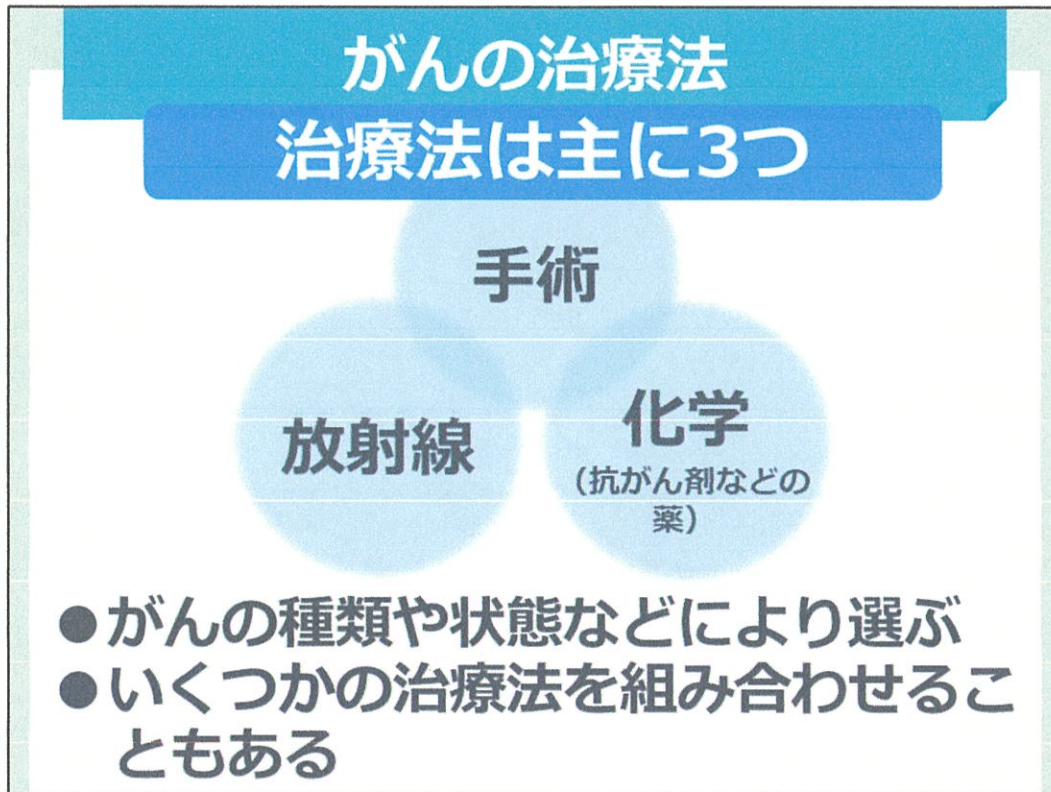 がんの治療法
治療法は主に3つ
手術
放射線
化学
(抗がん剤などの
薬)
●がんの種類や状態などにより選ぶ
●いくつかの治療法を組み合わせるこ
ともある